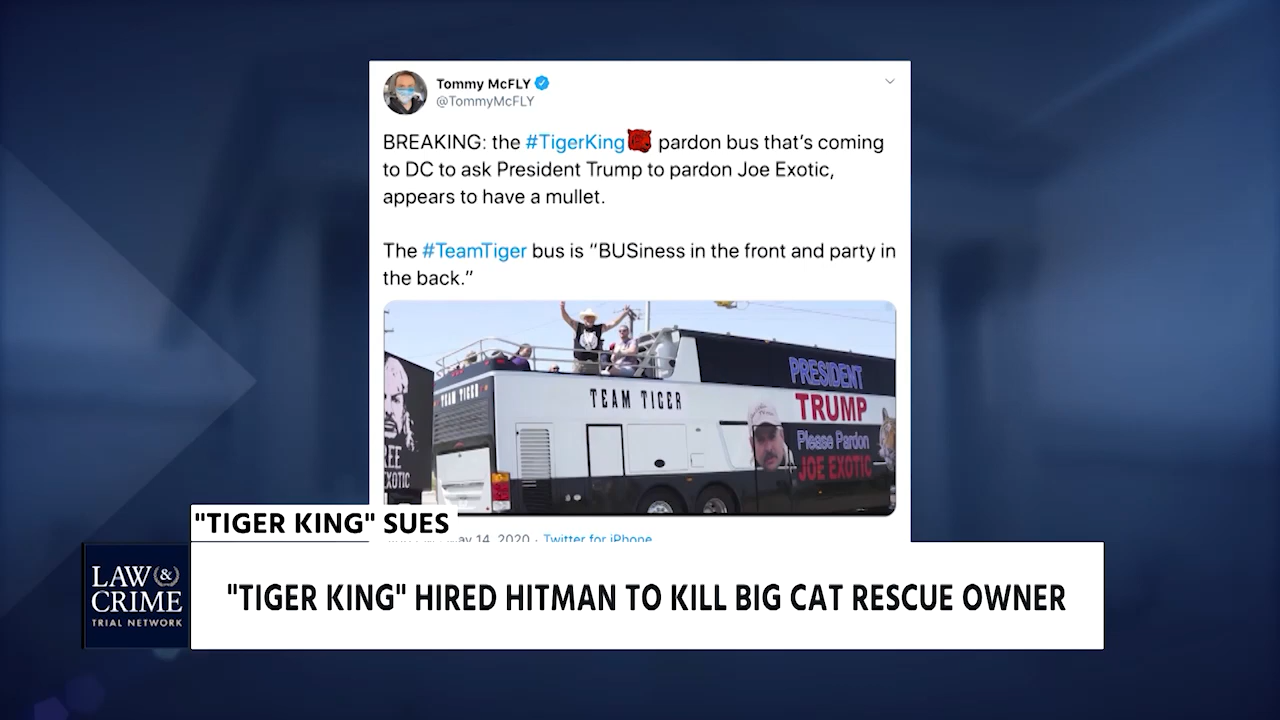 Tommy McFLY
@TommyMcFLY
BREAKING: the #TigerKing pardon bus that's coming
to DC to ask President Trump to pardon Joe Exotic,
appears to have a mullet.
The #TeamTiger bus is “BUSiness in the front and party in
the back.”
TEAM TIGER
TEAM TIGER
PRESIDENT
TRUMP
Please Pardon
JOE EXOTIC
14, 2020 · Twitter for iPhone
"TIGER KING" SUES
LAW & CRIME
TRIAL NETWORK
"TIGER KING" HIRED HITMAN TO KILL BIG CAT RESCUE OWNER